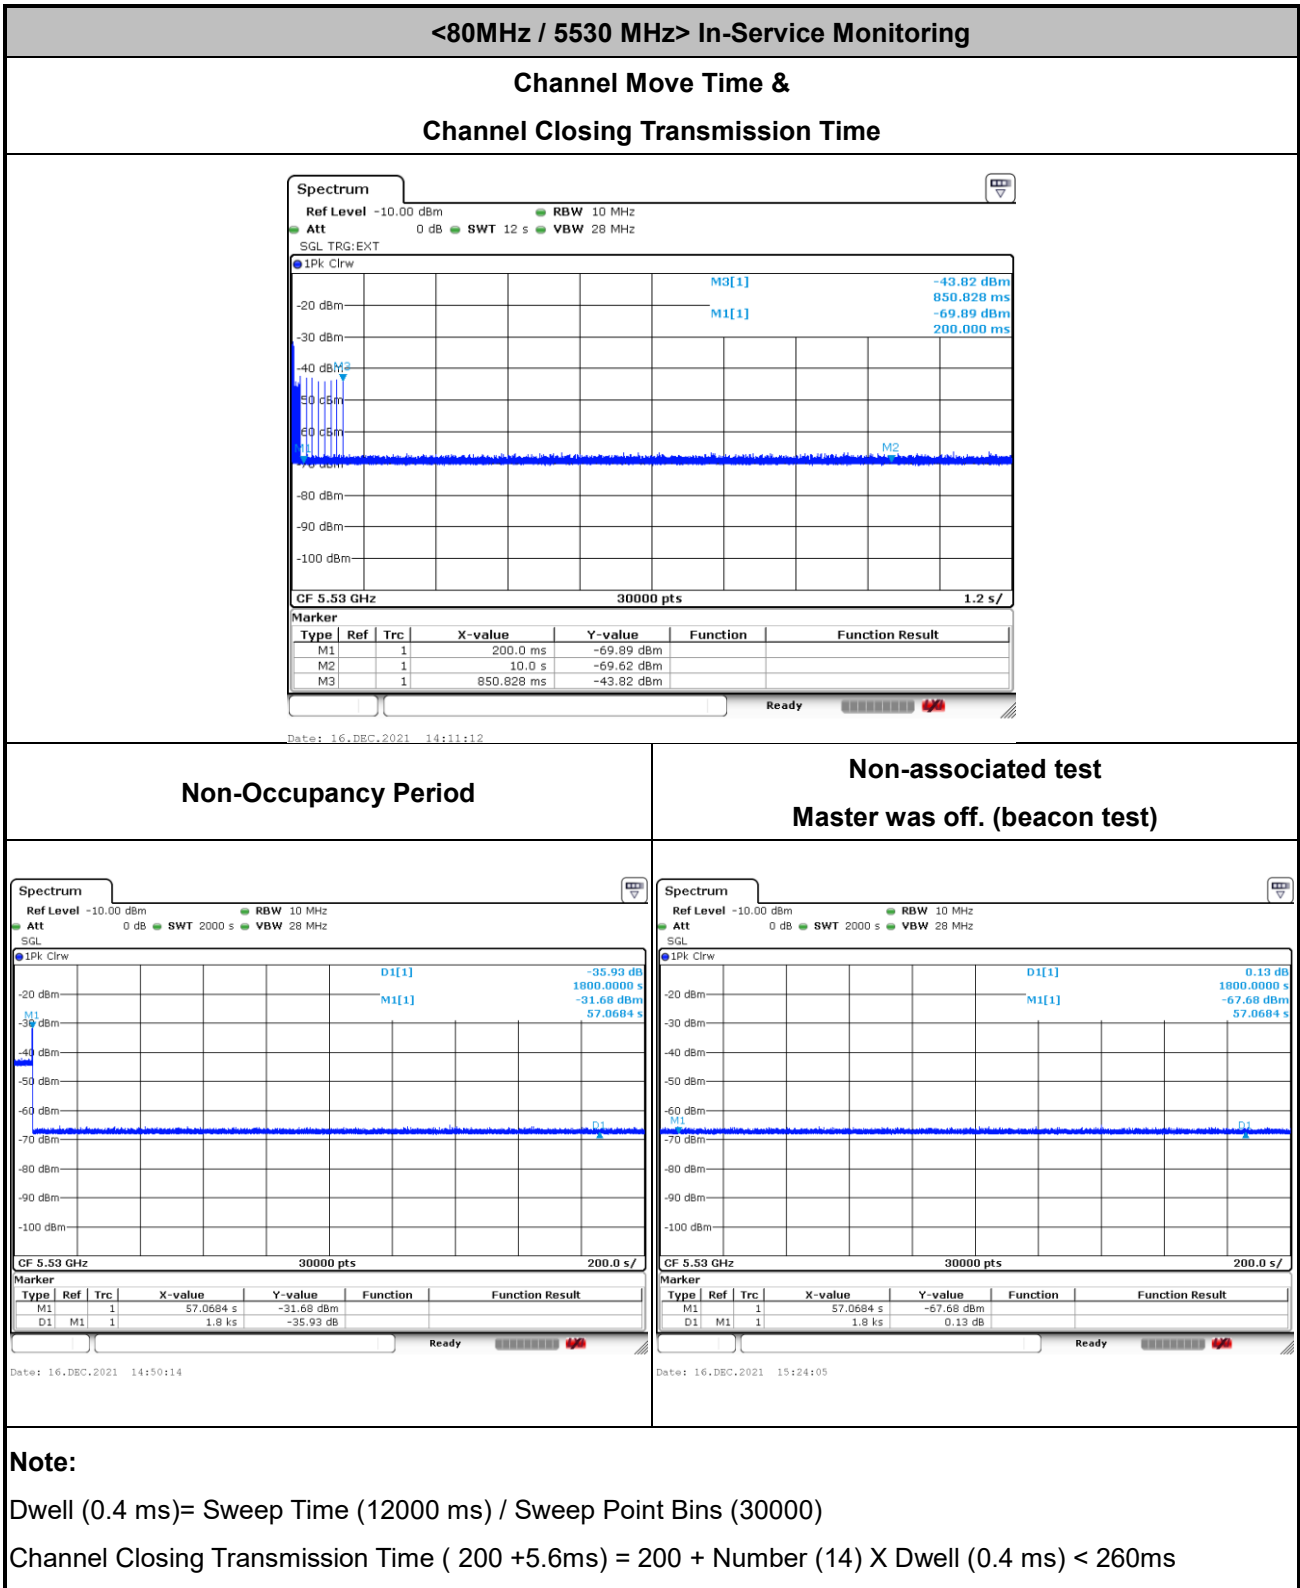 <80MHz / 5530 MHz> In-Service Monitoring
Channel Move Time &
Channel Closing Transmission Time
Spectrum
Ref Level -10.00 dBm RBW 10 MHz
Att 0 dB SWT 12 s VBW 28 MHz
SGL TRG:EXT
1Pk Clrw
M3[1] -43.82 dBm
850.828 ms
-20 dBm
M1[1] -69.89 dBm
200.000 ms
-30 dBm
-40 dBm M3
-50 dBm
-60 dBm
M1 M2
-70 dBm
-80 dBm
-90 dBm
-100 dBm
CF 5.53 GHz 30000 pts 1.2 s/
Marker
Type Ref Trc X-value Y-value Function Function Result
M1 1 200.0 ms -69.89 dBm
M2 1 10.0 s -69.62 dBm
M3 1 850.828 ms -43.82 dBm
Ready
Date: 16.DEC.2021 14:11:12
Non-Occupancy Period
Non-associated test
Master was off. (beacon test)
Spectrum
Ref Level -10.00 dBm RBW 10 MHz
Att 0 dB SWT 2000 s VBW 28 MHz
SGL
1Pk Clrw
D1[1] -35.93 dB
1800.0000 s
-20 dBm
M1[1] -31.68 dBm
57.0684 s
M1
-30 dBm
-40 dBm
-50 dBm
-60 dBm
D1
-70 dBm
-80 dBm
-90 dBm
-100 dBm
CF 5.53 GHz 30000 pts 200.0 s/
Marker
Type Ref Trc X-value Y-value Function Function Result
M1 1 57.0684 s -31.68 dBm
D1 M1 1 1.8 ks -35.93 dB
Ready
Date: 16.DEC.2021 14:50:14
Spectrum
Ref Level -10.00 dBm RBW 10 MHz
Att 0 dB SWT 2000 s VBW 28 MHz
SGL
1Pk Clrw
D1[1] 0.13 dB
1800.0000 s
-20 dBm
M1[1] -67.68 dBm
57.0684 s
-30 dBm
-40 dBm
-50 dBm
-60 dBm
M1 D1
-70 dBm
-80 dBm
-90 dBm
-100 dBm
CF 5.53 GHz 30000 pts 200.0 s/
Marker
Type Ref Trc X-value Y-value Function Function Result
M1 1 57.0684 s -67.68 dBm
D1 M1 1 1.8 ks 0.13 dB
Ready
Date: 16.DEC.2021 15:24:05
Note:
Dwell (0.4 ms)= Sweep Time (12000 ms) / Sweep Point Bins (30000)
Channel Closing Transmission Time ( 200 +5.6ms) = 200 + Number (14) X Dwell (0.4 ms) < 260ms